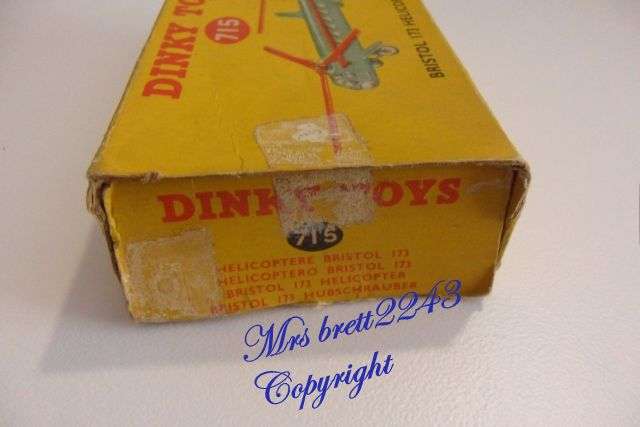 DINKY TO
715
BRISTOL 173 HELICO
DINKY TOYS
715
HELICOPTERE BRISTOL 173
HELICOPTERO BRISTOL 173
BRISTOL 173 HELICOPTER
BRISTOL 173 HUBSCHRAUBER
Mrs brett2243
Copyright